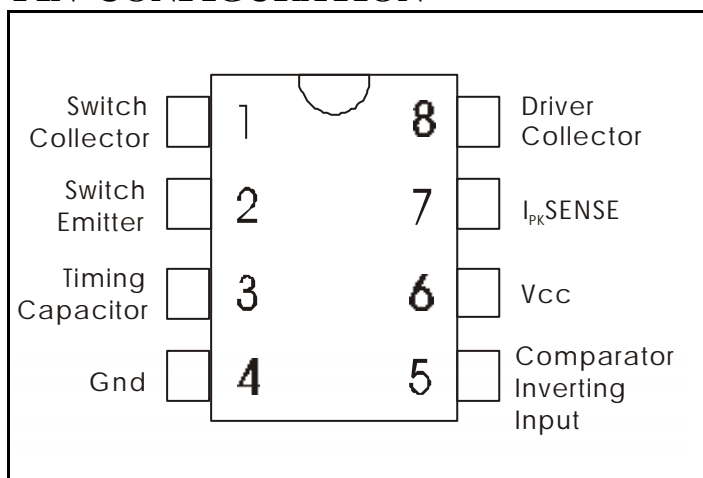 Switch
Collector
1
8
Driver
Collector
Switch
Emitter
2
7
IPKSENSE
Timing
Capacitor
3
6
Vcc
Gnd
4
5
Comparator
Inverting
Input